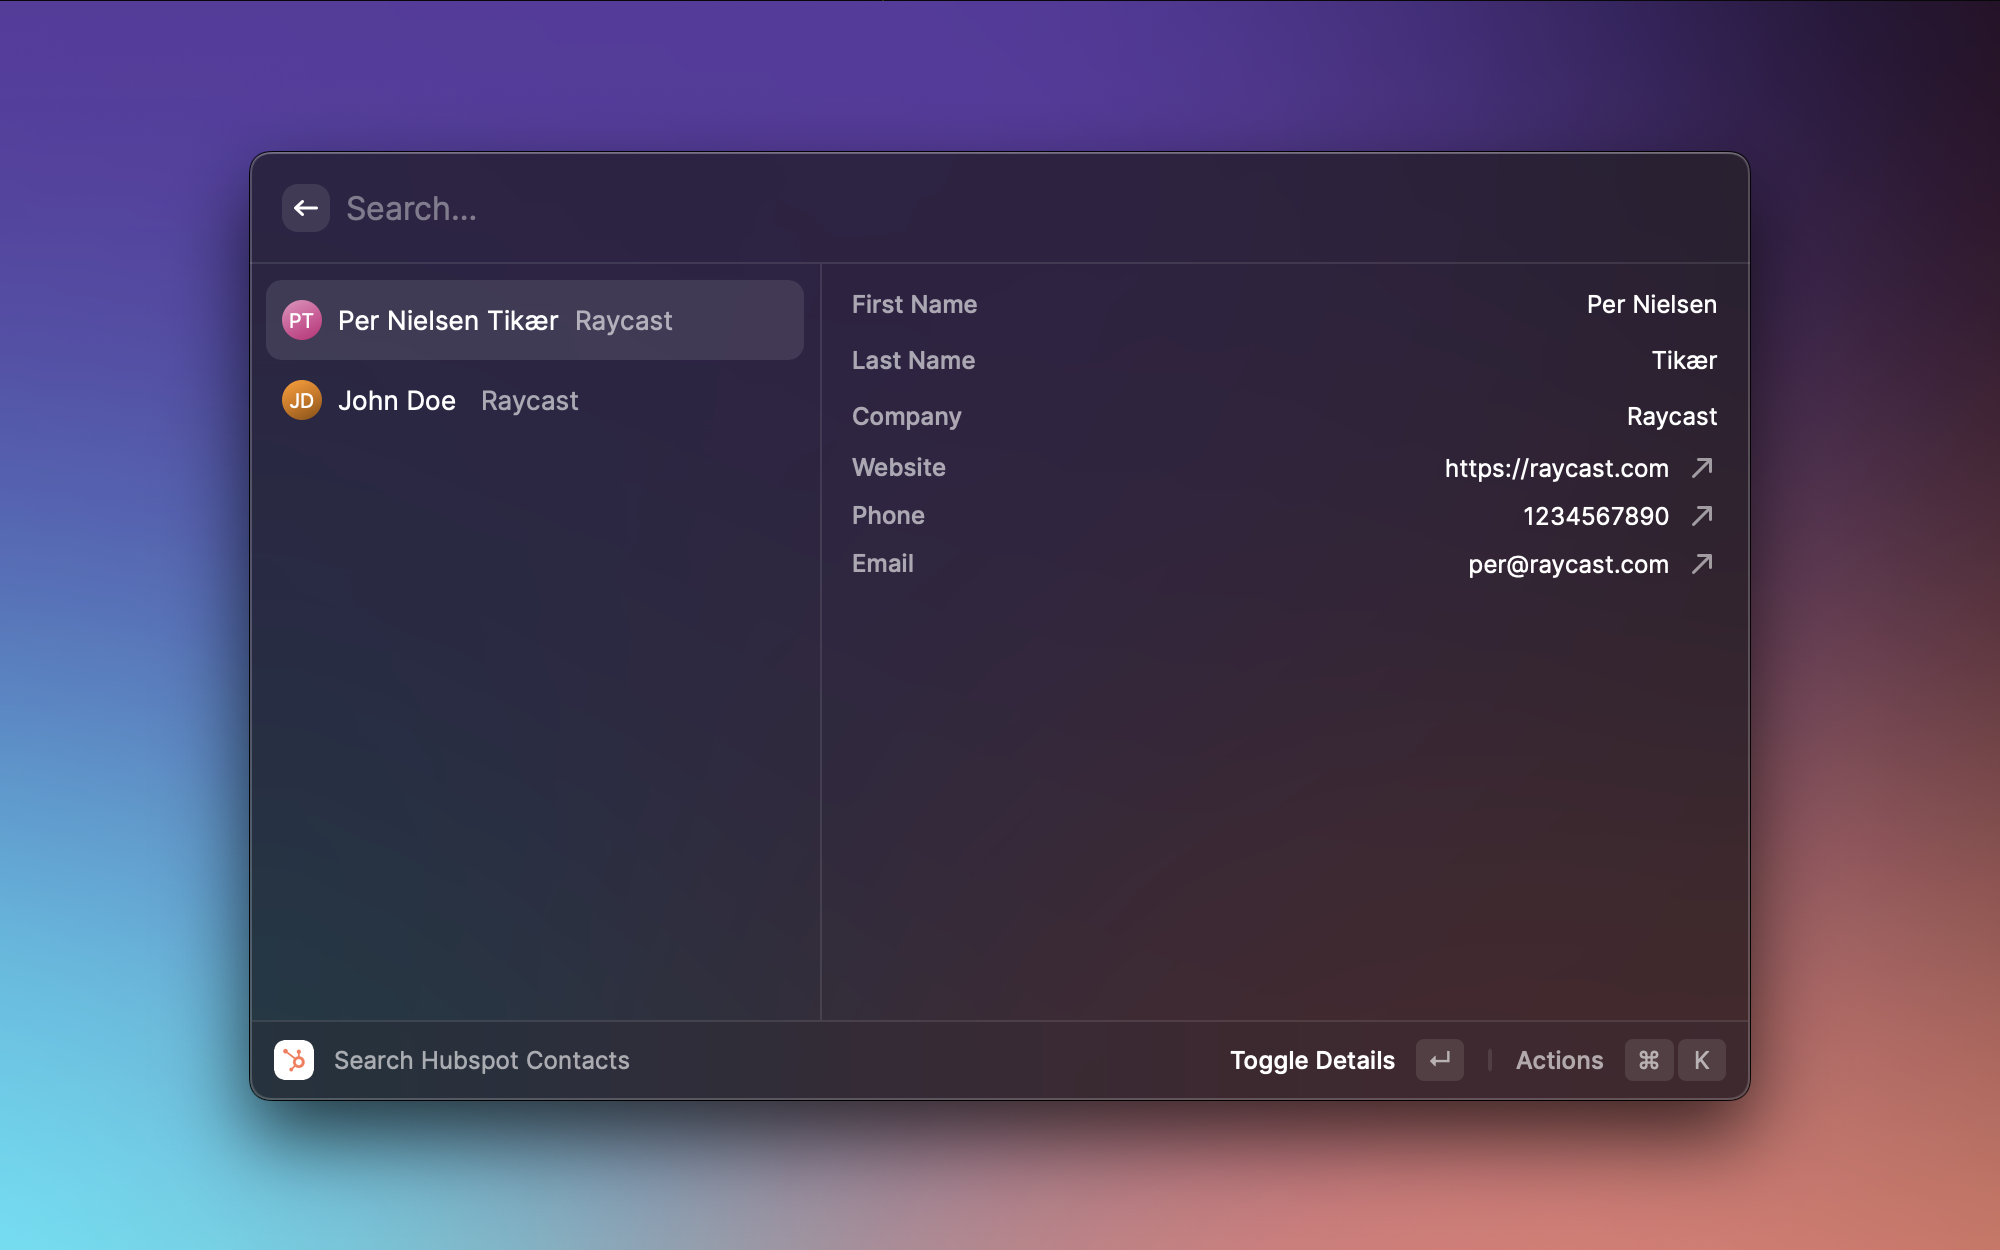 Search...
PT Per Nielsen Tikær Raycast
JD John Doe Raycast
First Name Per Nielsen
Last Name Tikær
Company Raycast
Website https://raycast.com
Phone 1234567890
Email per@raycast.com
Search Hubspot Contacts Toggle Details ↵ Actions ⌘ K